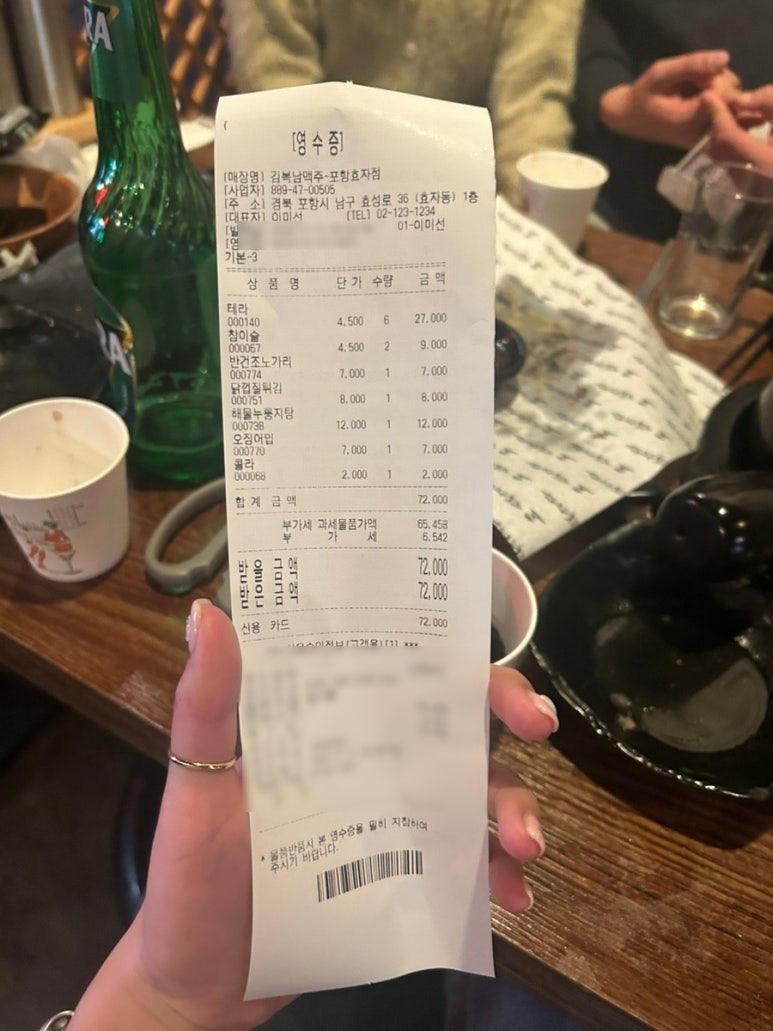 RA
[영 수 증]
[매장명] 김복남맥주-포항효자점
[사업자] 889-47-00505
[주 소] 경북 포항시 남구 효성로 36 (효자동) 1층
[대표자] 이미선 [TEL] 02-123-1234
[빌 01-이미선
[영
기본-3
상 품 명 단 가 수량 금 액
테라
000140 4,500 6 27,000
참이슬
000067 4,500 2 9,000
반건조노가리
000774 7,000 1 7,000
닭껍질튀김
000751 8,000 1 8,000
해물누룽지탕
000738 12,000 1 12,000
오징어입
000770 7,000 1 7,000
콜라
000068 2,000 1 2,000
합 계 금 액 72,000
부가세 과세물품가액 65,458
부 가 세 6,542
받을금액 72,000
받은금액 72,000
신용 카드 72,000
* 물품반품시 본 영수증을 필히 지참하여
주시기 바랍니다.